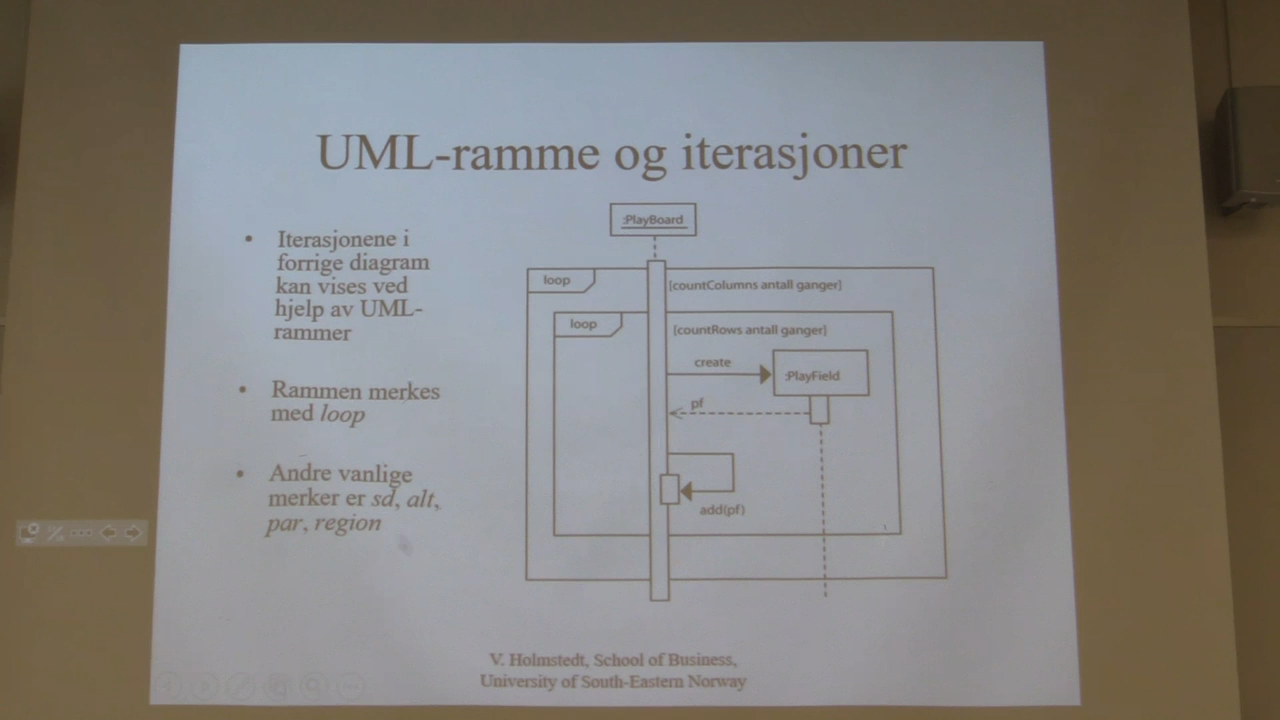 UML-ramme og iterasjoner
• Iterasjonene i
forrige diagram
kan vises ved
hjelp av UML-
rammer
• Rammen merkes
med loop
• Andre vanlige
merker er sd, alt,
par, region
:PlayBoard
loop
[countColumns antall ganger]
loop
[countRows antall ganger]
create
:PlayField
pf
add(pf)
V. Holmstedt, School of Business,
University of South-Eastern Norway